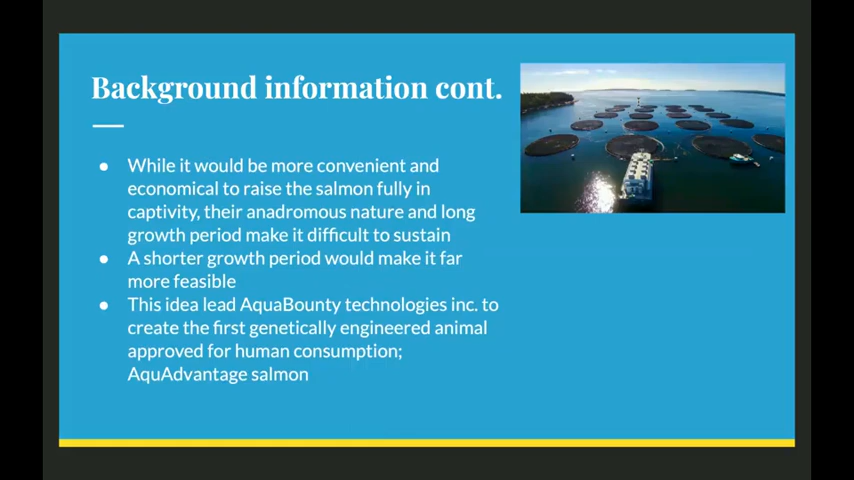 Background information cont.
● While it would be more convenient and
economical to raise the salmon fully in
captivity, their anadromous nature and long
growth period make it difficult to sustain
● A shorter growth period would make it far
more feasible
● This idea lead AquaBounty technologies inc. to
create the first genetically engineered animal
approved for human consumption;
AquAdvantage salmon